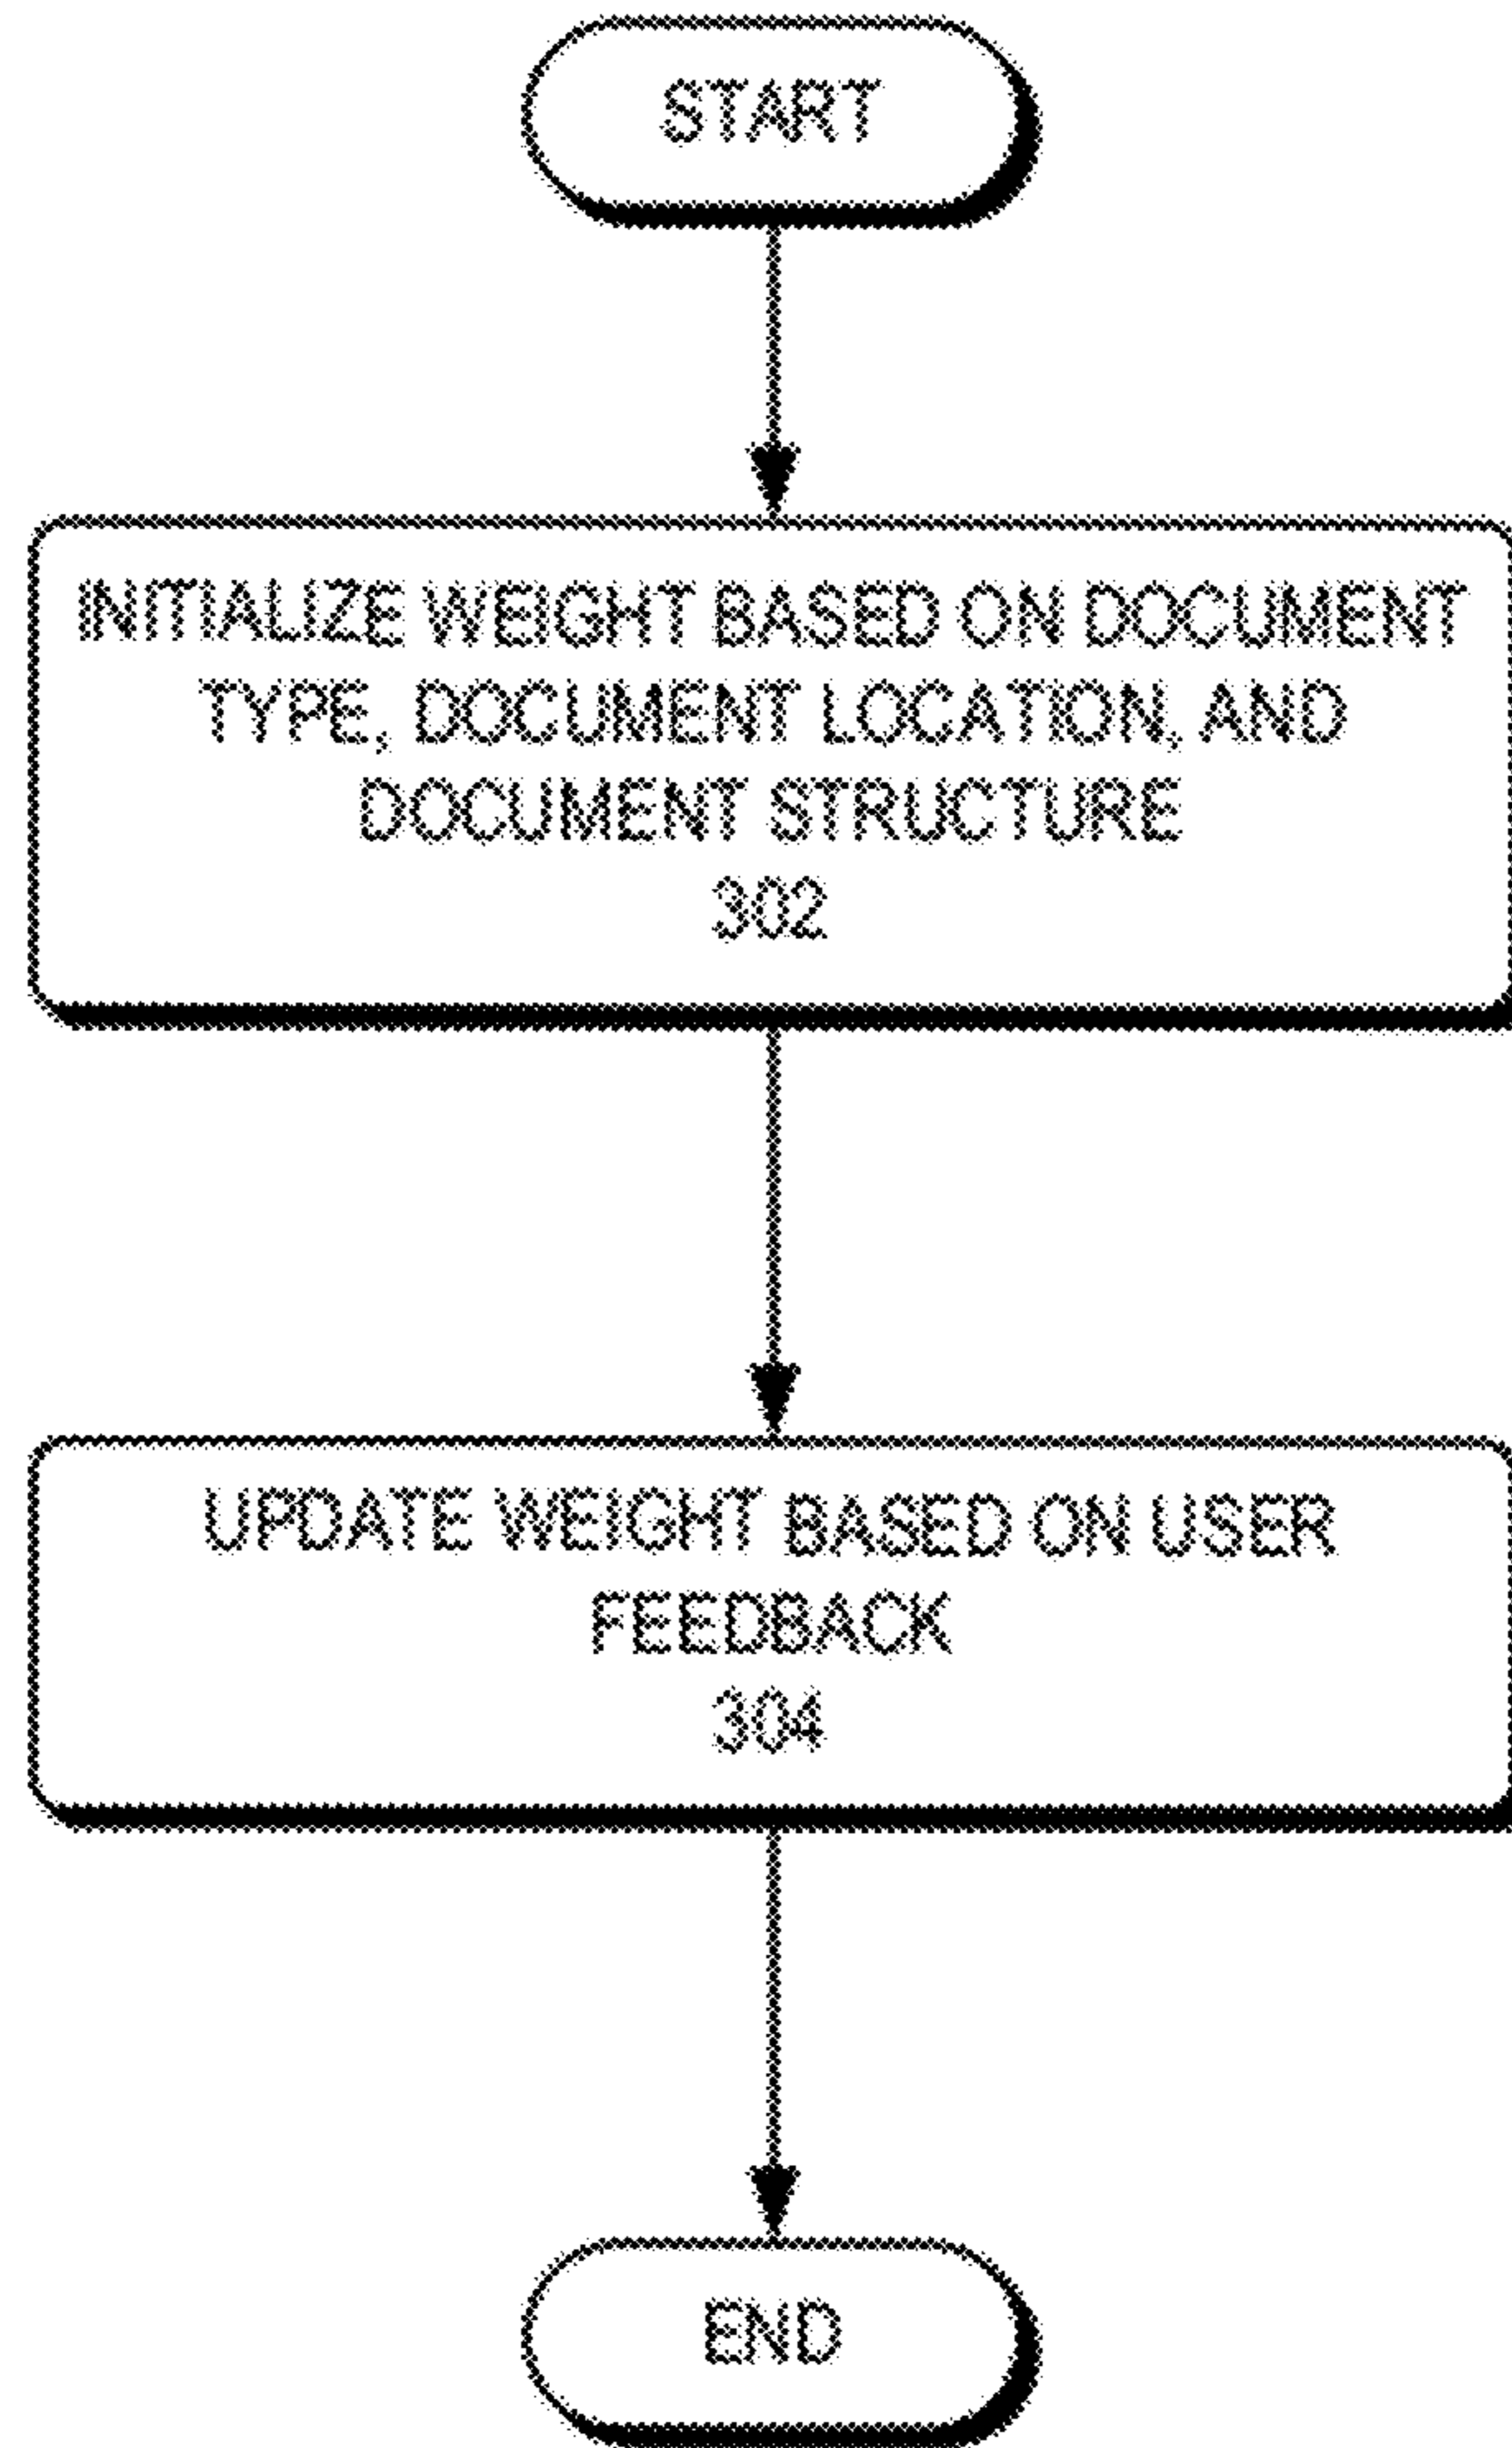 START
INITIALIZE WEIGHT BASED ON DOCUMENT
TYPE, DOCUMENT LOCATION, AND
DOCUMENT STRUCTURE
302
UPDATE WEIGHT BASED ON USER
FEEDBACK
304
END